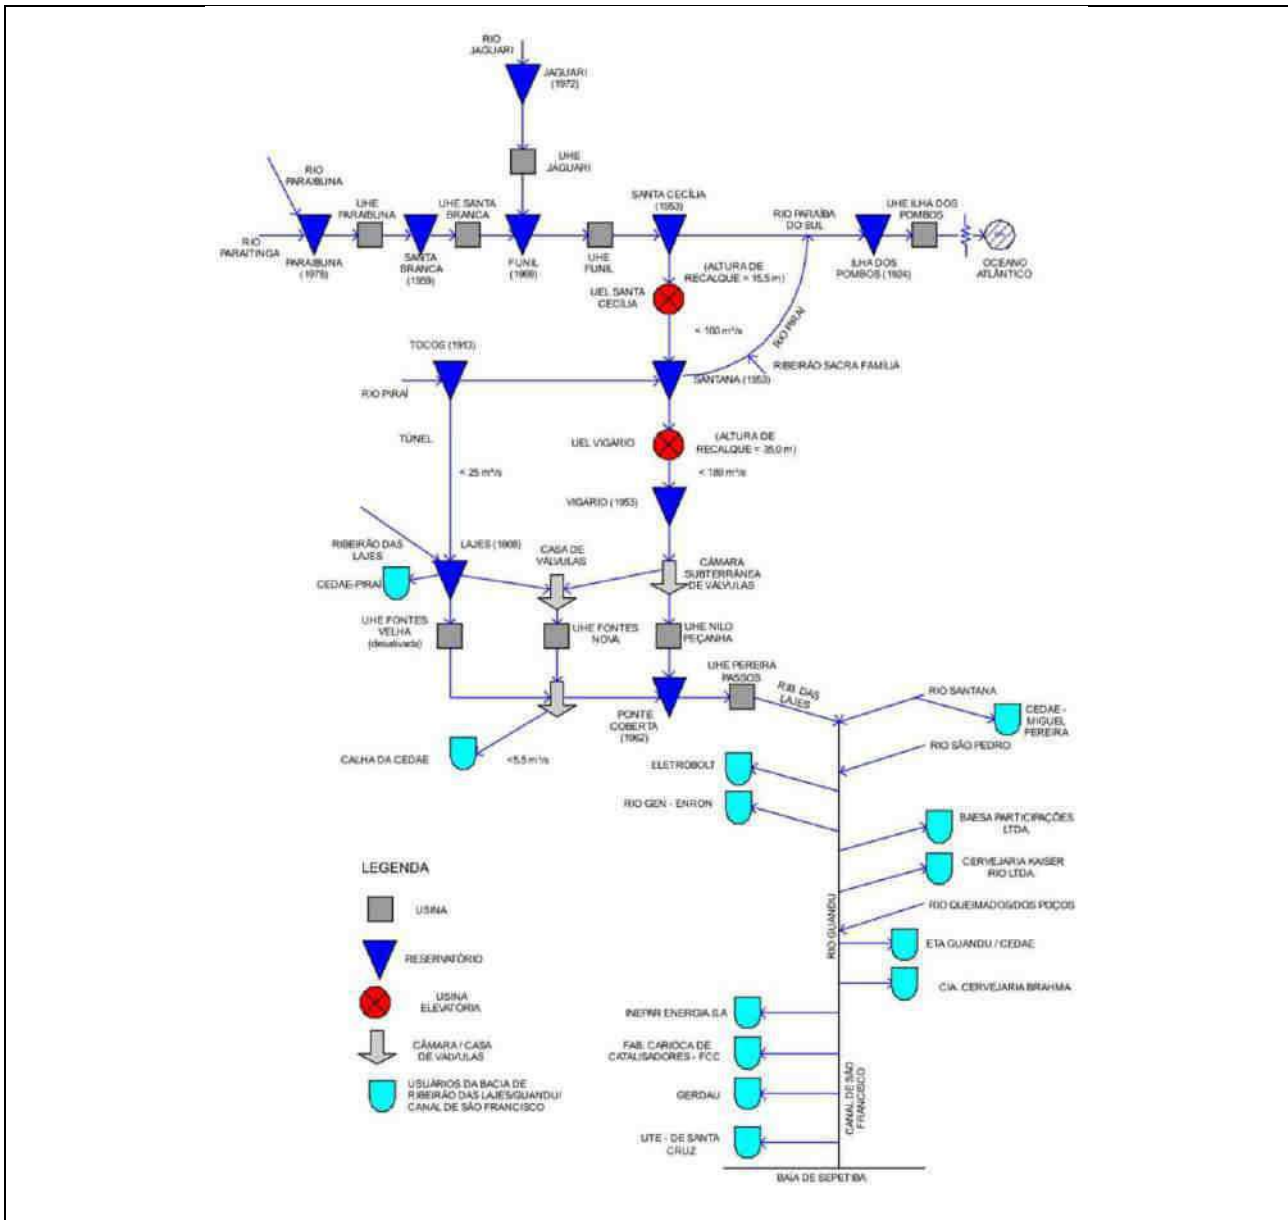 RIO
JAGUARI
JAGUARI
(1972)
UHE
JAGUARI
RIO
PARAIBUNA
UHE
PARAIBUNA
UHE SANTA
BRANCA
SANTA CECÍLIA
(1953)
RIO PARAÍBA
DO SUL
UHE ILHA DOS
POMBOS
RIO
PARAITINGA
PARAIBUNA
(1978)
SANTA
BRANCA
(1959)
FUNIL
(1969)
UHE
FUNIL
ILHA DOS
POMBOS (1924)
OCEANO
ATLÂNTICO
(ALTURA DE
RECALQUE = 15,5 m)
UEL SANTA
CECÍLIA
< 160 m³/s
RIO PIRAÍ
RIBEIRÃO SACRA FAMÍLIA
TOCOS (1913)
RIO PIRAÍ
SANTANA (1953)
TÚNEL
UEL VIGÁRIO
(ALTURA DE
RECALQUE = 35,0 m)
< 25 m³/s
< 189 m³/s
VIGÁRIO (1953)
RIBEIRÃO DAS
LAJES
LAJES (1908)
CASA DE
VÁLVULAS
CÂMARA
SUBTERRÂNEA
DE VÁLVULAS
CEDAE-PIRAÍ
UHE FONTES
VELHA
(desativada)
UHE FONTES
NOVA
UHE NILO
PEÇANHA
UHE PEREIRA
PASSOS
RIB. DAS
LAJES
RIO SANTANA
CEDAE -
MIGUEL
PEREIRA
PONTE
COBERTA
(1962)
CALHA DA CEDAE
<5,5 m³/s
RIO SÃO PEDRO
ELETROBOLT
RIO GEN - ENRON
BAESA PARTICIPAÇÕES
LTDA.
CERVEJARIA KAISER
RIO LTDA.
RIO QUEIMADOS/DOS POÇOS
RIO GUANDU
ETA GUANDU / CEDAE
CIA. CERVEJARIA BRAHMA
INEPAR ENERGIA S.A
FAB. CARIOCA DE
CATALISADORES - FCC
GERDAU
CANAL DE SÃO
FRANCISCO
UTE - DE SANTA
CRUZ
BAÍA DE SEPETIBA
LEGENDA
USINA
RESERVATÓRIO
USINA
ELEVATÓRIA
CÂMARA / CASA
DE VÁLVULAS
USUÁRIOS DA BACIA DE
RIBEIRÃO DAS LAJES/GUANDU/
CANAL DE SÃO FRANCISCO